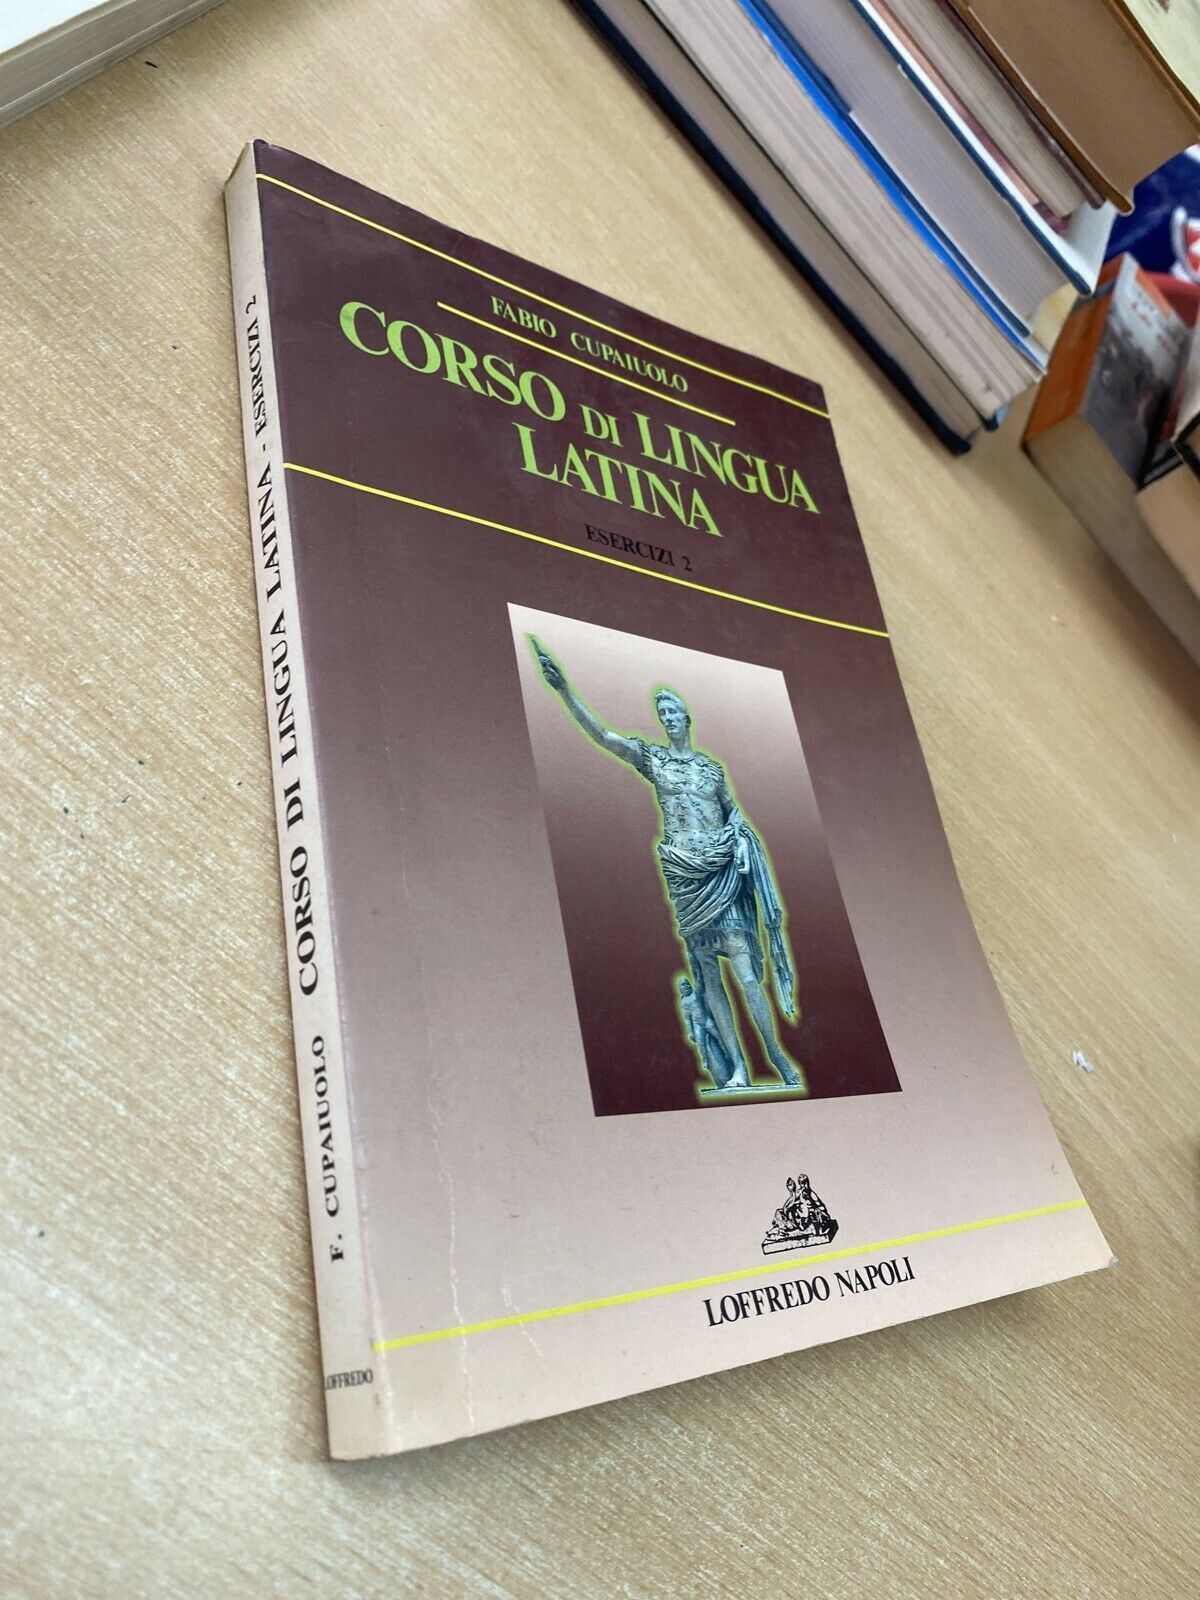 FABIO CUPAIUOLO
CORSO DI LINGUA
LATINA
ESERCIZI 2
LOFFREDO NAPOLI
F. CUPAIUOLO CORSO DI LINGUA LATINA - ESERCIZI 2
LOFFREDO